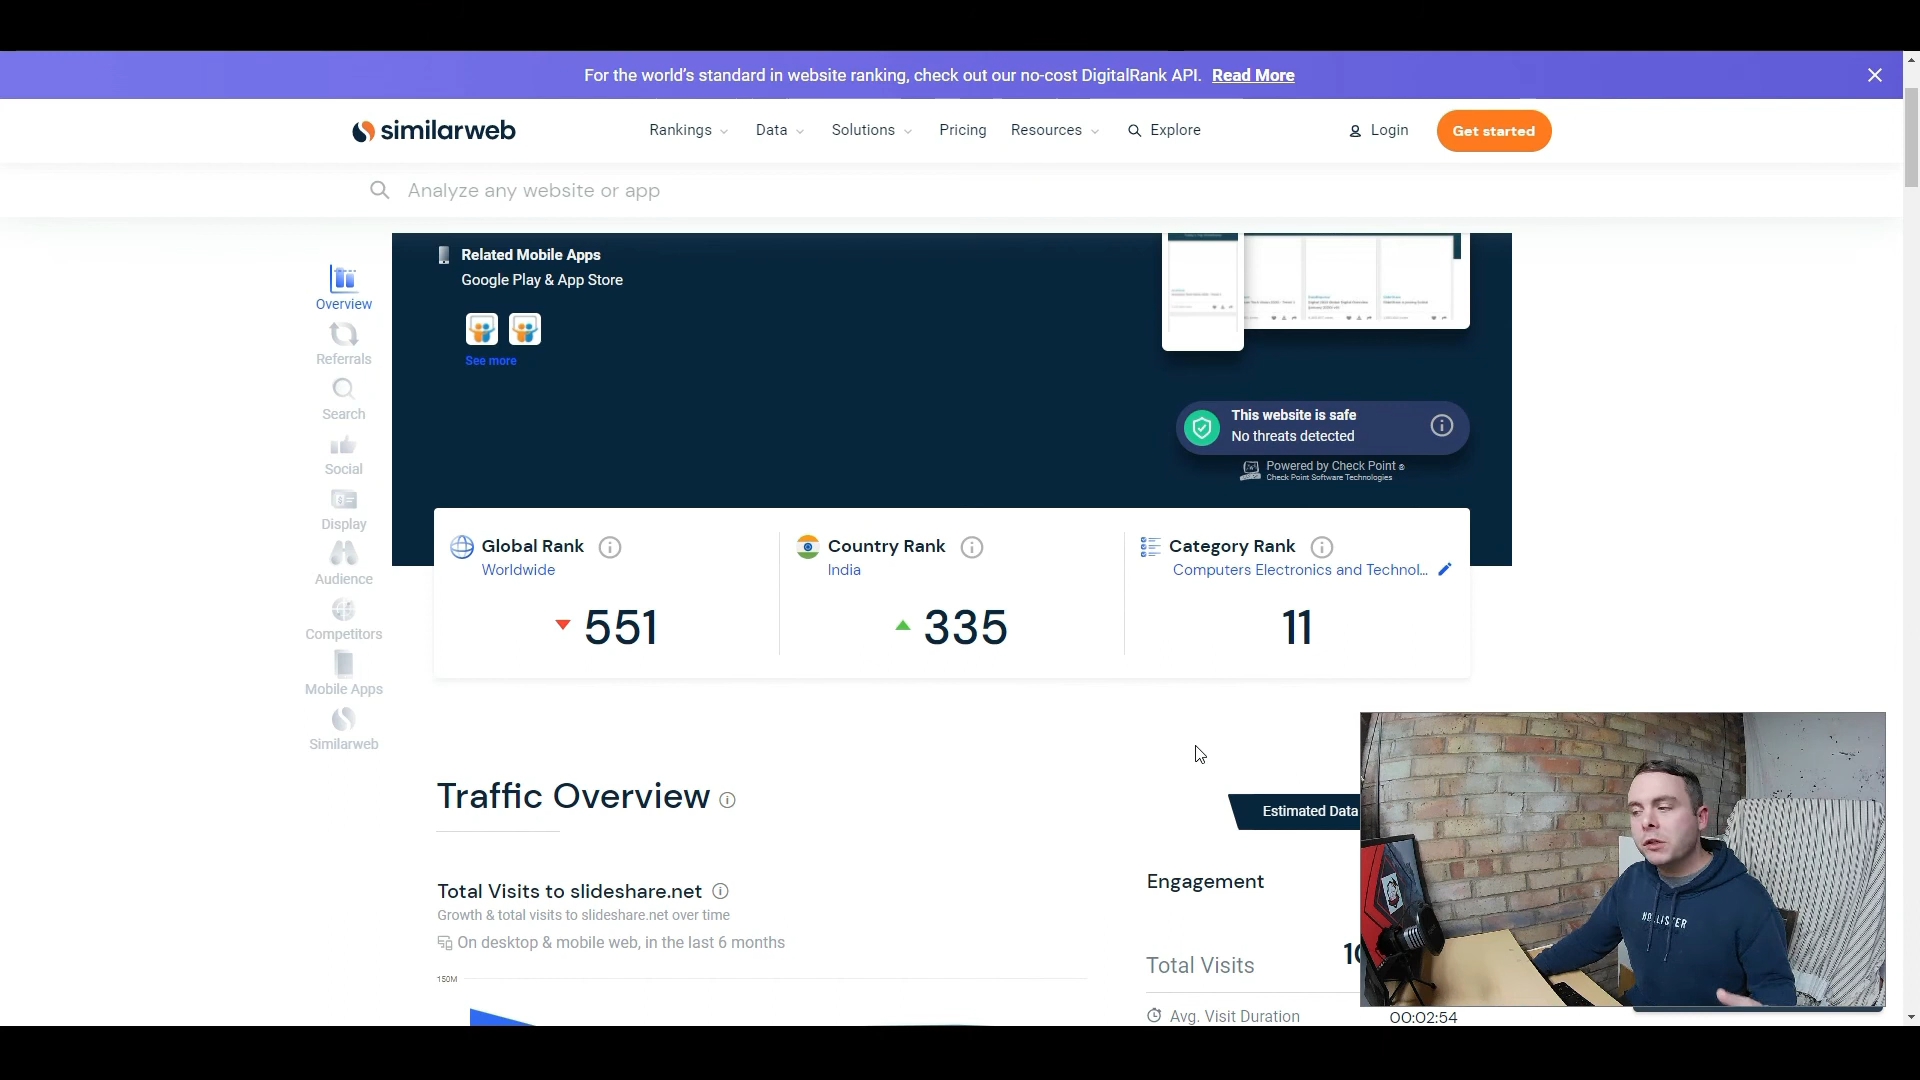 For the world's standard in website ranking, check out our no-cost DigitalRank API. Read More
similarweb
Rankings
Data
Solutions
Pricing
Resources
Explore
Login
Get started
Analyze any website or app
Related Mobile Apps
Google Play & App Store
See more
Overview
Referrals
Search
Social
Display
Audience
Competitors
Mobile Apps
Similarweb
This website is safe
No threats detected
Powered by Check Point
Check Point Software Technologies
Global Rank
Worldwide
551
Country Rank
India
335
Category Rank
Computers Electronics and Technol...
11
Traffic Overview
Estimated Data
Total Visits to slideshare.net
Growth & total visits to slideshare.net over time
On desktop & mobile web, in the last 6 months
150M
Engagement
Total Visits
Avg. Visit Duration
00:02:54
HOLLISTER